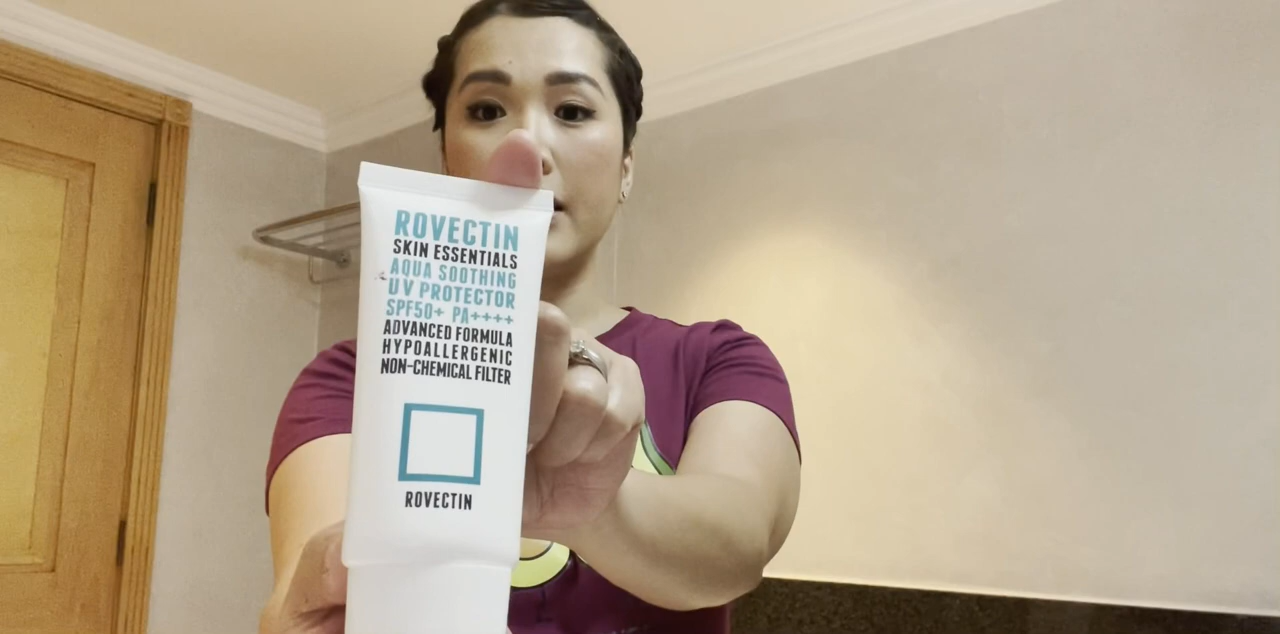 ROVECTIN
SKIN ESSENTIALS
AQUA SOOTHING
UV PROTECTOR
SPF50+ PA++++
ADVANCED FORMULA
HYPOALLERGENIC
NON-CHEMICAL FILTER
ROVECTIN